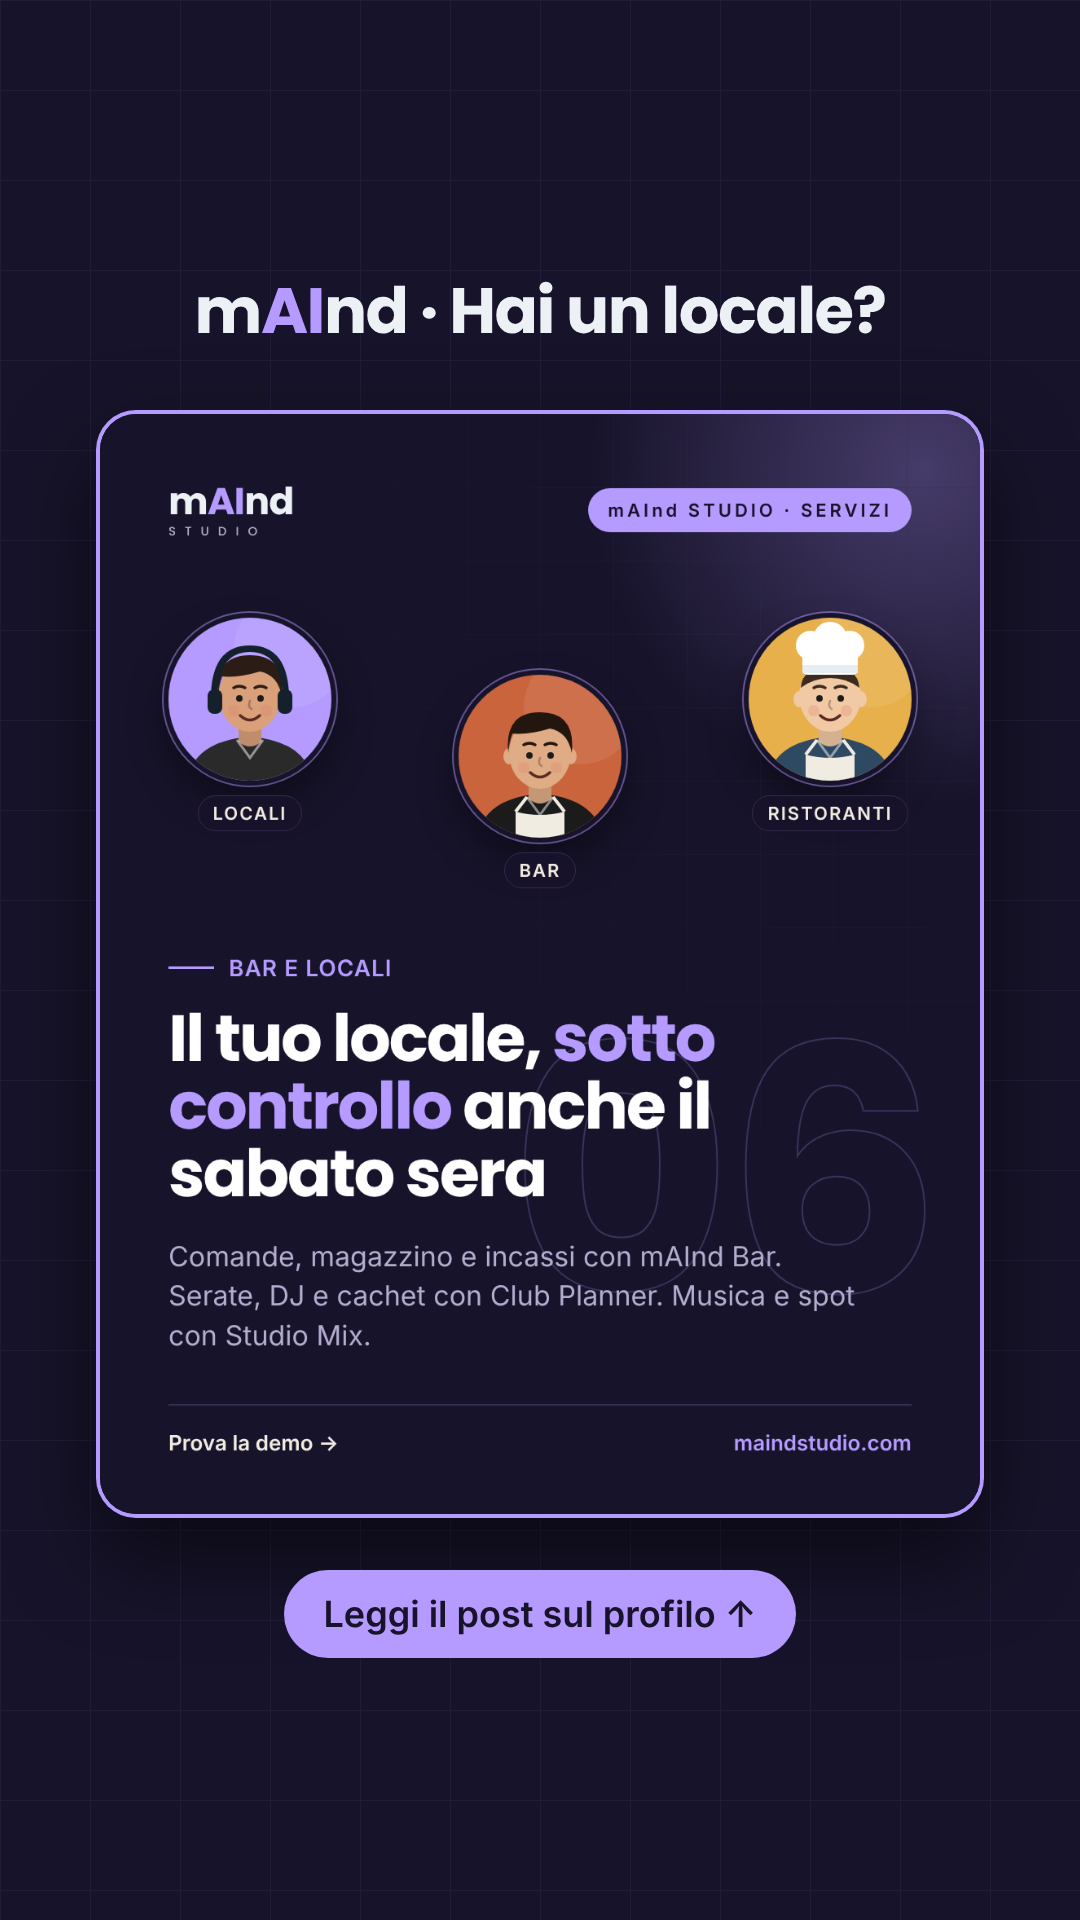 mAInd · Hai un locale?
mAInd
STUDIO
mAInd STUDIO · SERVIZI
LOCALI
BAR
RISTORANTI
BAR E LOCALI
06
Il tuo locale, sotto
controllo anche il
sabato sera
Comande, magazzino e incassi con mAInd Bar.
Serate, DJ e cachet con Club Planner. Musica e spot
con Studio Mix.
Prova la demo →
maindstudio.com
Leggi il post sul profilo ↑